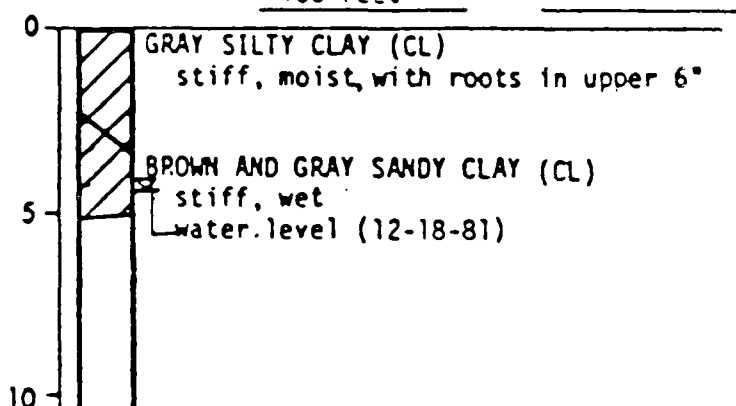 0
GRAY SILTY CLAY (CL)
stiff, moist, with roots in upper 6"
BROWN AND GRAY SANDY CLAY (CL)
stiff, wet
5
water.level (12-18-81)
10